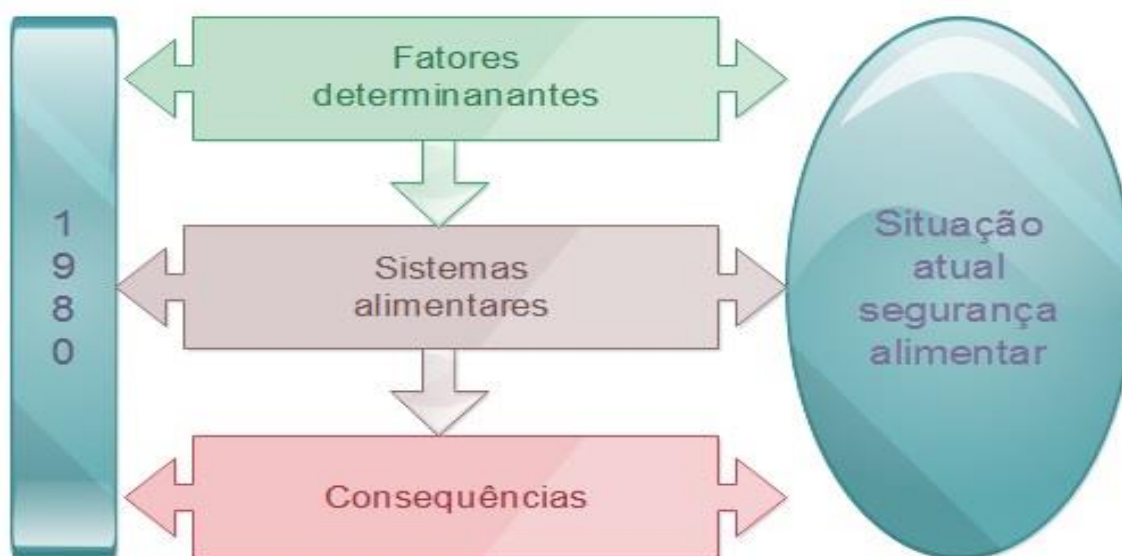 Fatores
determinanantes
1
9
8
0
Sistemas
alimentares
Situação
atual
segurança
alimentar
Consequências